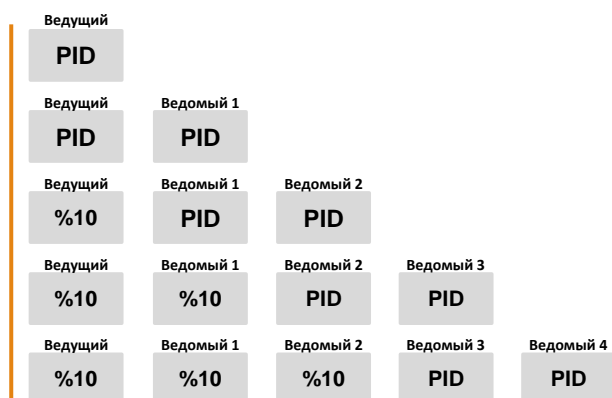 Ведущий
PID
Ведущий Ведомый 1
PID PID
Ведущий Ведомый 1 Ведомый 2
%10 PID PID
Ведущий Ведомый 1 Ведомый 2 Ведомый 3
%10 %10 PID PID
Ведущий Ведомый 1 Ведомый 2 Ведомый 3 Ведомый 4
%10 %10 %10 PID PID